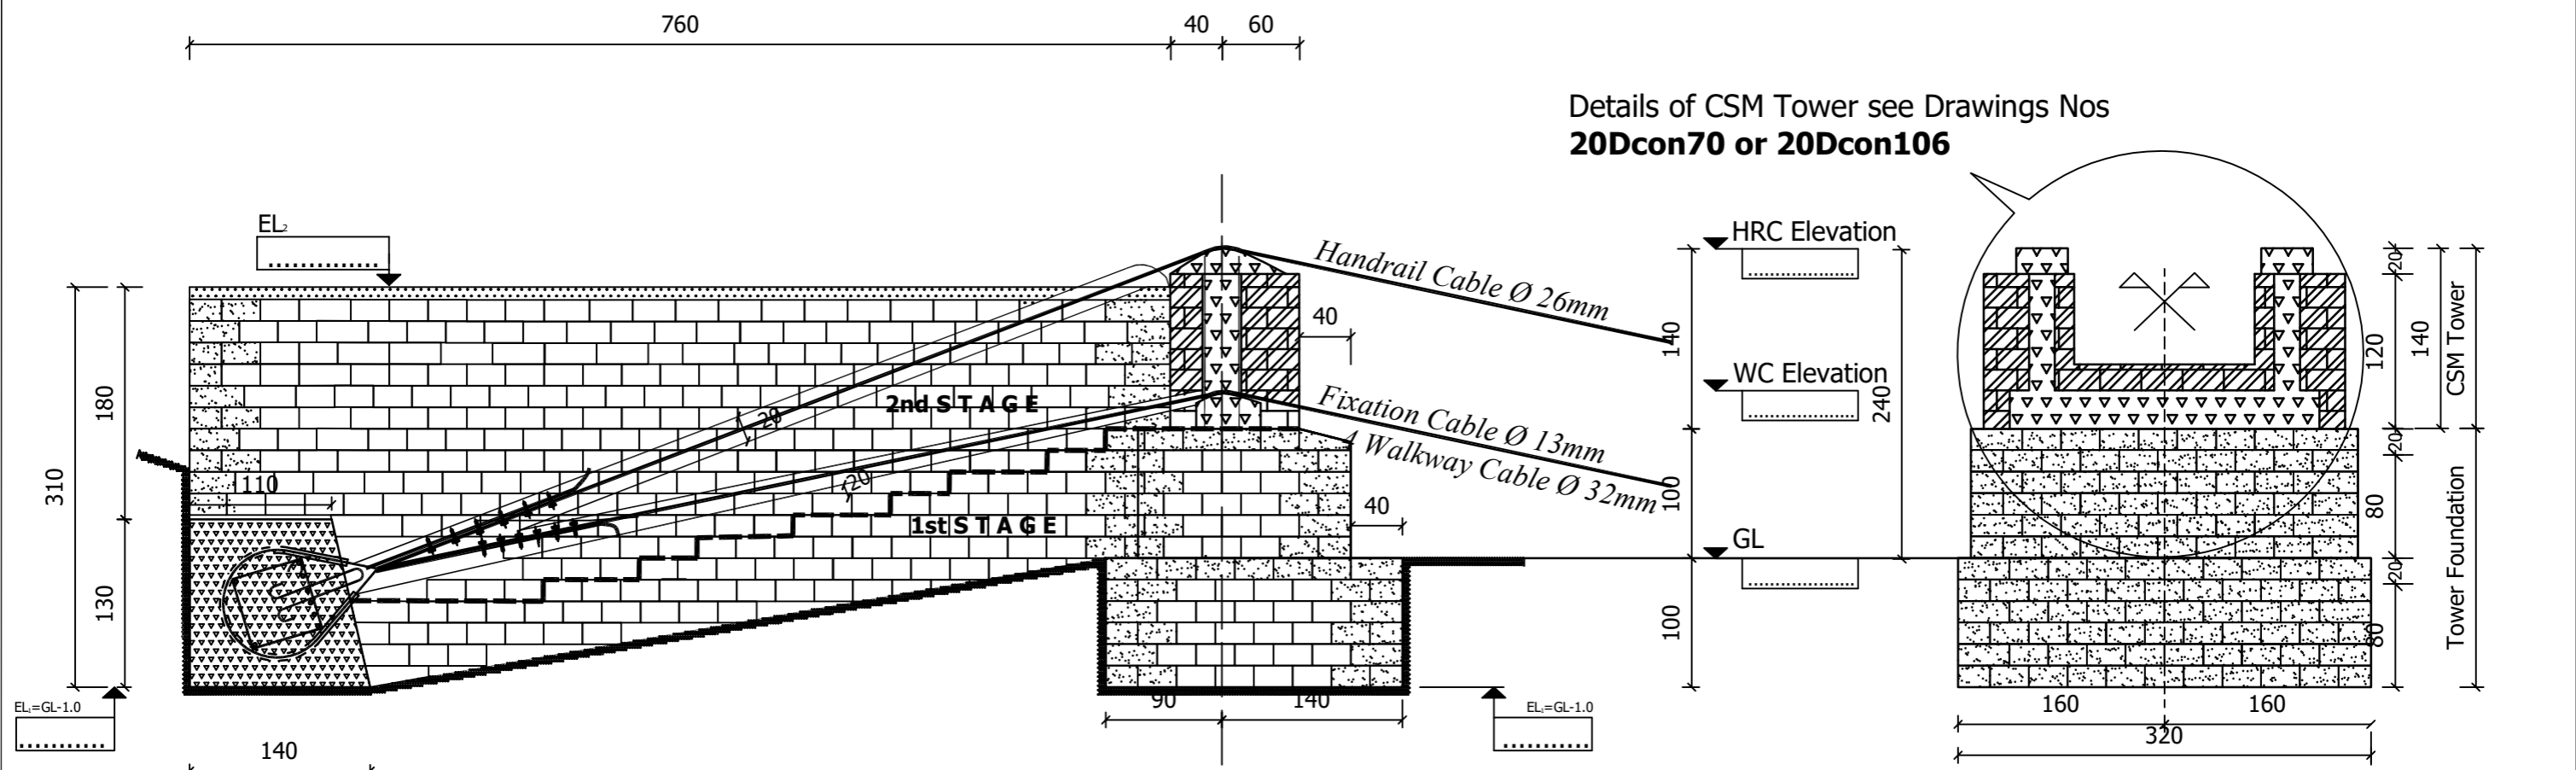 760
40
60
Details of CSM Tower see Drawings Nos
20Dcon70 or 20Dcon106
EL2
..............
HRC Elevation
Handrail Cable Ø 26mm
40
140
20
WC Elevation
240
120
140
CSM Tower
310
180
2nd STAGE
20
Fixation Cable Ø 13mm
4 Walkway Cable Ø 32mm
110
20
1st STAGE
100
40
20
80
Tower Foundation
GL
130
100
20
80
EL1=GL-1.0
90
140
EL1=GL-1.0
160
160
320
140